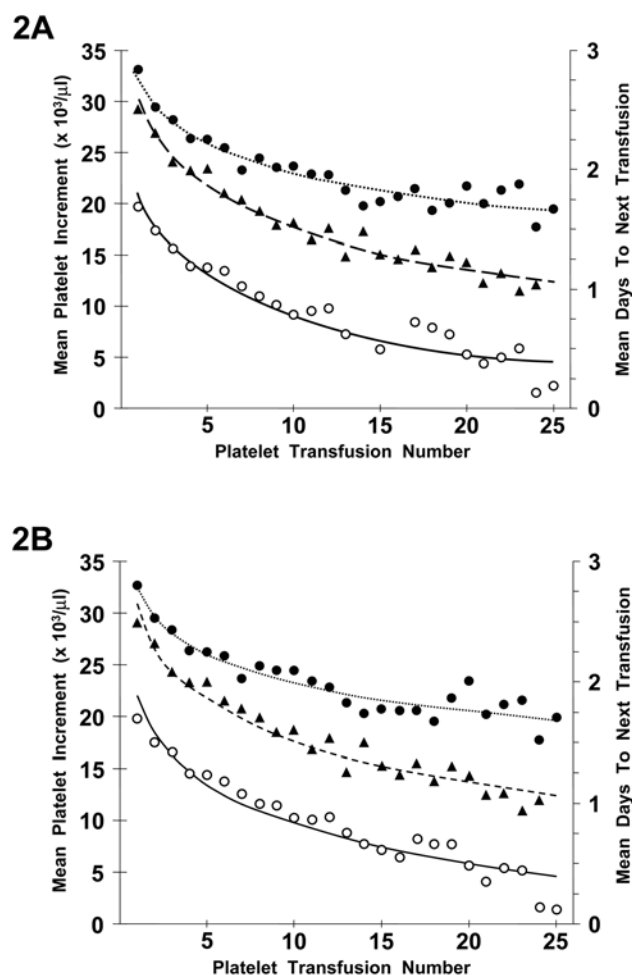 2A
Mean Platelet Increment (x 10³/µl)
35
30
25
20
15
10
5
0
3
2
1
0
Mean Days To Next Transfusion
5 10 15 20 25
Platelet Transfusion Number
2B
Mean Platelet Increment (x 10³/µl)
35
30
25
20
15
10
5
0
3
2
1
0
Mean Days To Next Transfusion
5 10 15 20 25
Platelet Transfusion Number